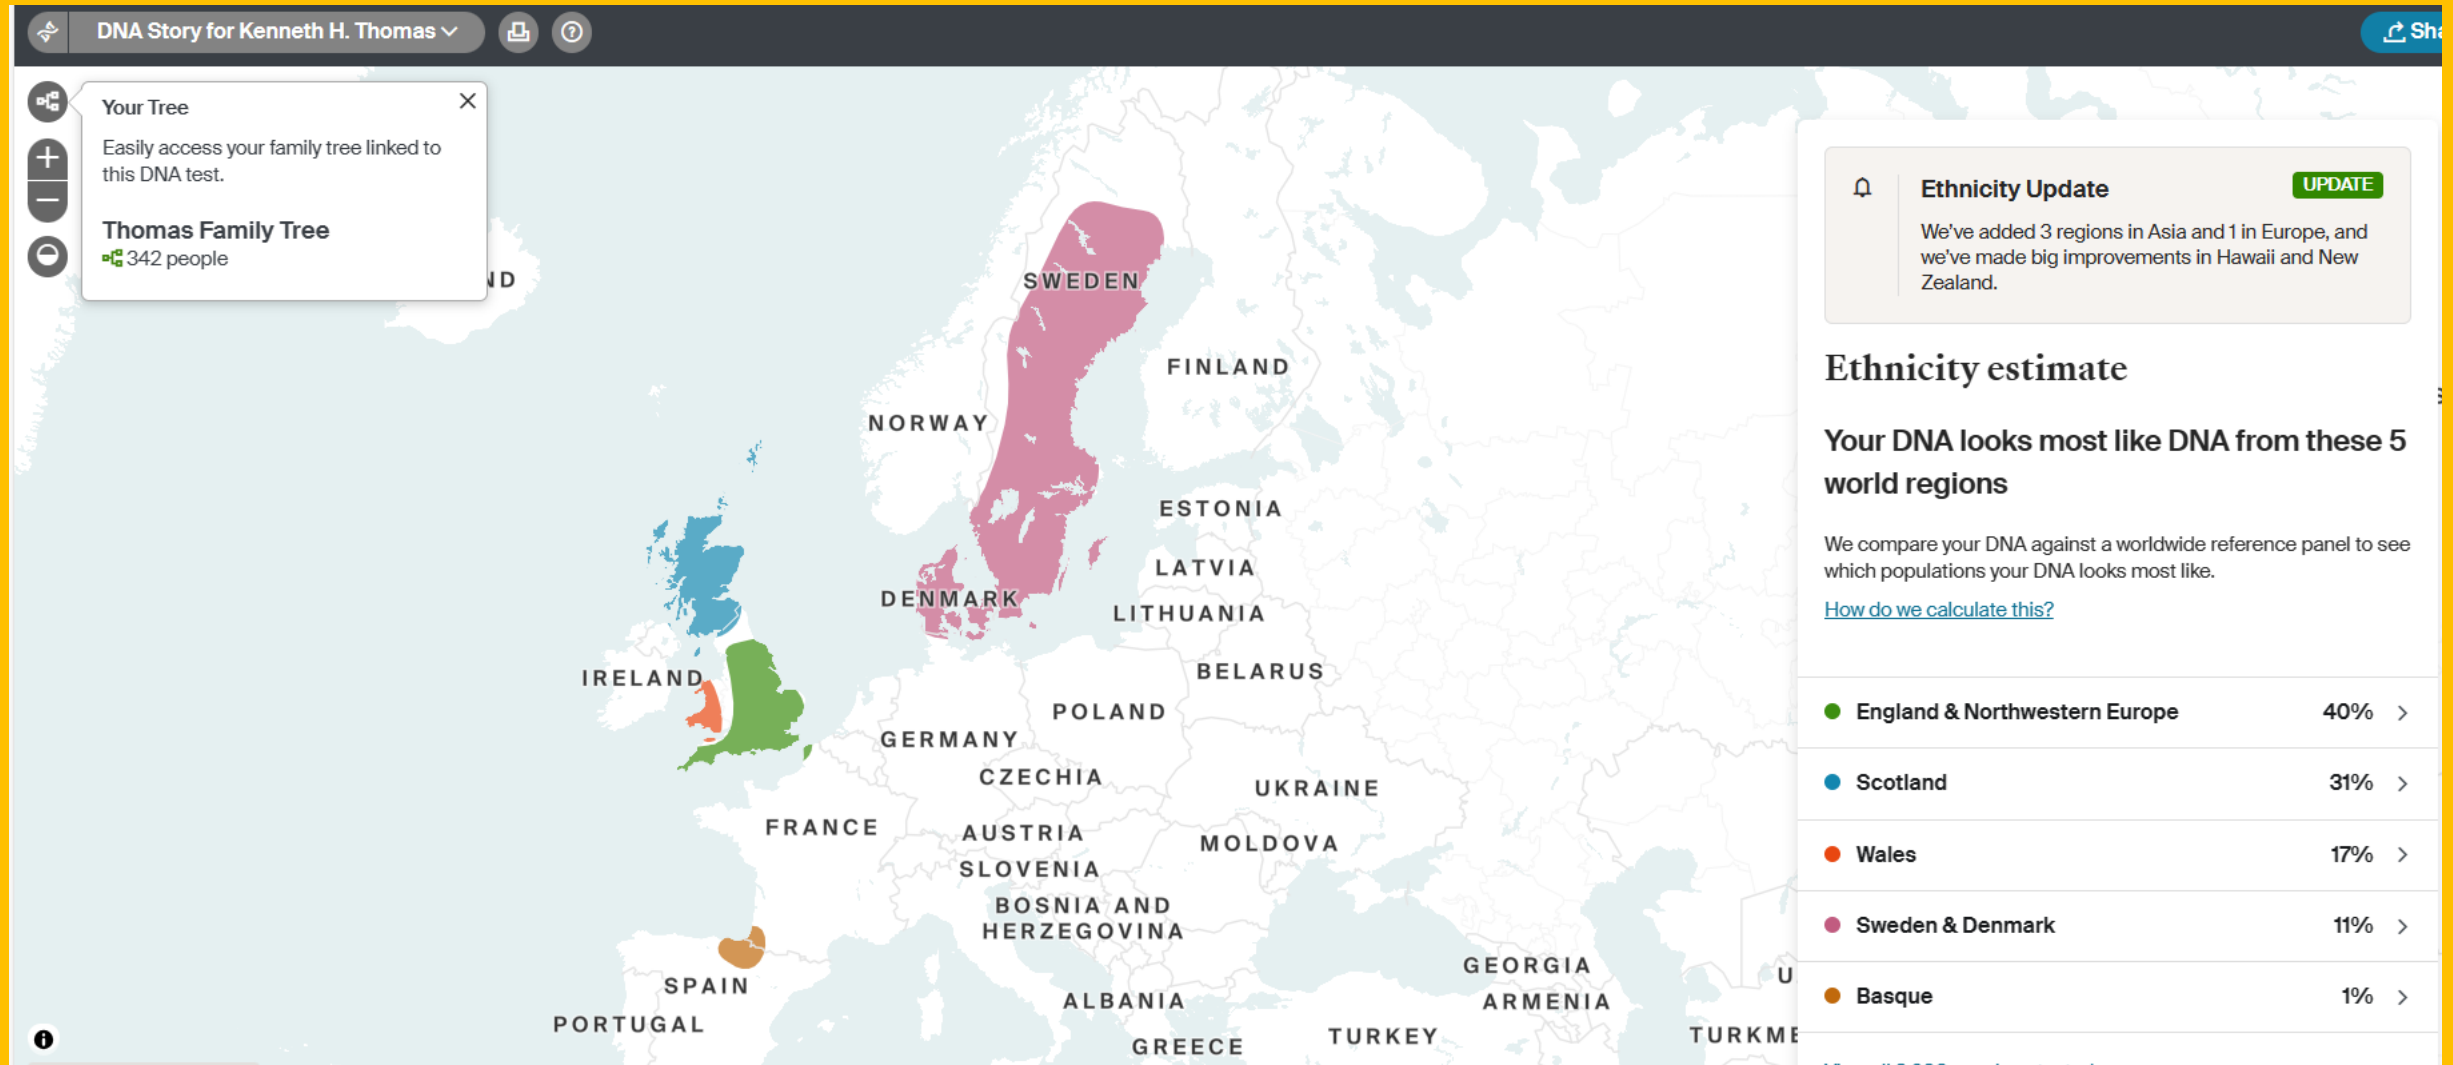 DNA Story for Kenneth H. Thomas
Your Tree
Easily access your family tree linked to
this DNA test.
Thomas Family Tree
342 people
SWEDEN
FINLAND
NORWAY
ESTONIA
LATVIA
DENMARK
LITHUANIA
IRELAND
BELARUS
POLAND
GERMANY
CZECHIA
UKRAINE
FRANCE
AUSTRIA
MOLDOVA
SLOVENIA
BOSNIA AND
HERZEGOVINA
SPAIN
GEORGIA
ALBANIA
ARMENIA
PORTUGAL
TURKEY
GREECE
Ethnicity Update
UPDATE
We've added 3 regions in Asia and 1 in Europe, and
we've made big improvements in Hawaii and New
Zealand.
Ethnicity estimate
Your DNA looks most like DNA from these 5
world regions
We compare your DNA against a worldwide reference panel to see
which populations your DNA looks most like.
How do we calculate this?
England & Northwestern Europe 40%
Scotland 31%
Wales 17%
Sweden & Denmark 11%
Basque 1%